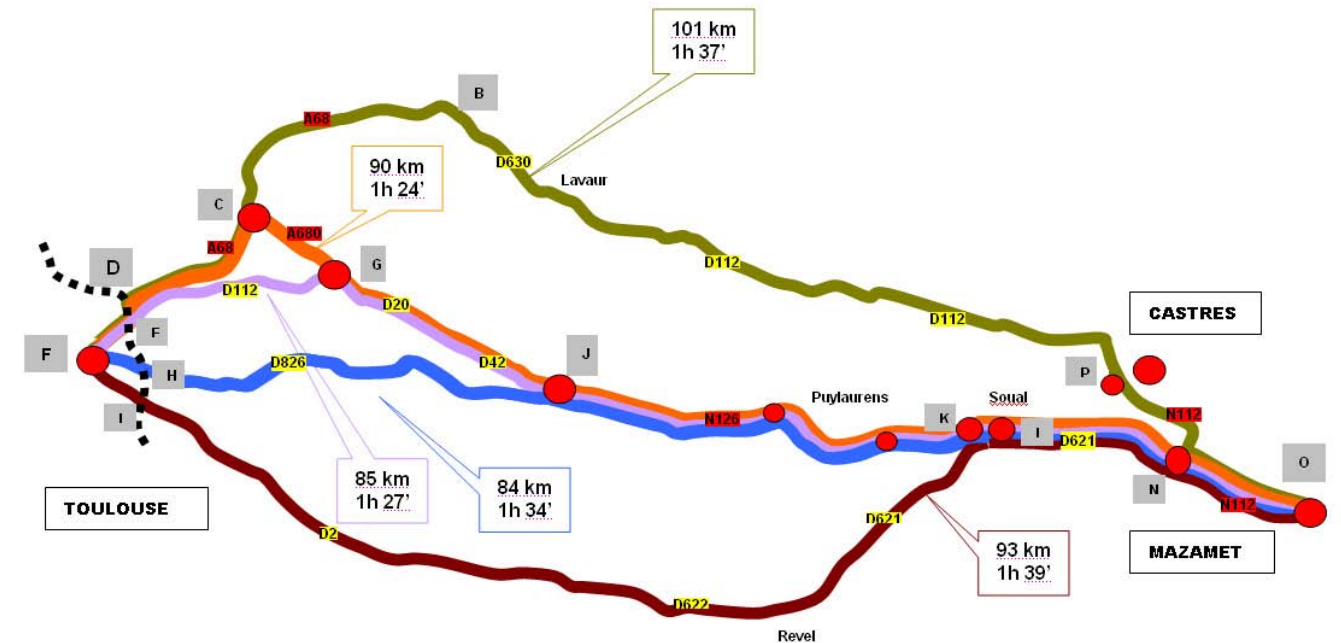 101 km
1h 37'
B
A68
D630
90 km
1h 24'
Lavaur
C
A680
A68
D
G
D112
D112
D20
CASTRES
D112
F
F
J
P
D42
H
D826
Puylaurens
Soual
N112
I
N126
K
I
D621
O
85 km
1h 27'
84 km
1h 34'
N
TOULOUSE
N112
D621
D2
93 km
1h 39'
MAZAMET
D622
Revel